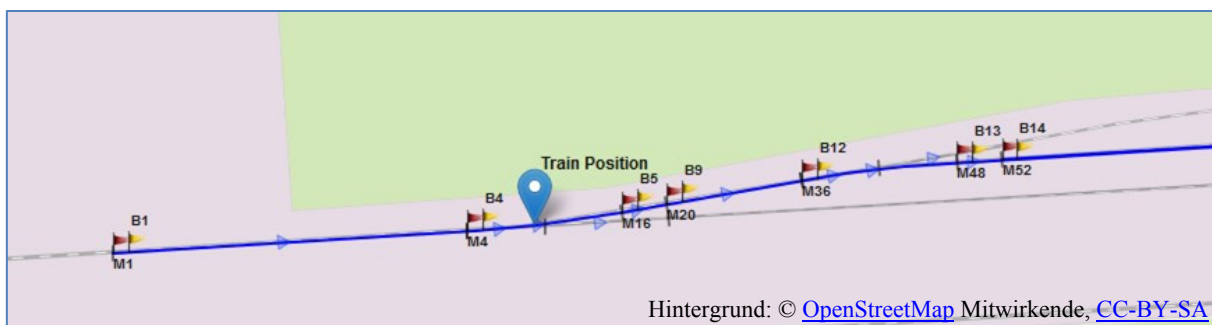 B13
B14
B12
M48
M52
Train Position
B9
M36
B5
B4
M20
M16
B1
M4
M1
Hintergrund: © OpenStreetMap Mitwirkende, CC-BY-SA